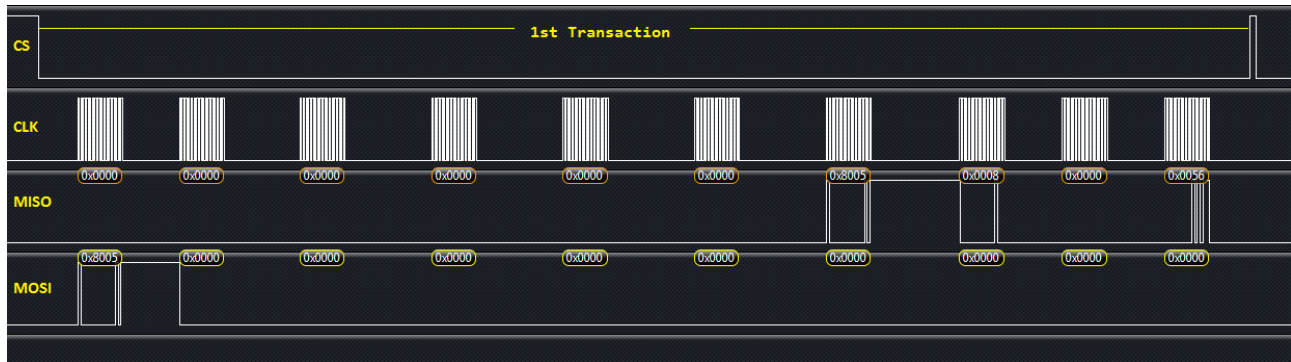 1st Transaction
CS
CLK
0x0000 0x0000 0x0000 0x0000 0x0000 0x0000 0x8005 0x0008 0x0000 0x0056
MISO
0x8005 0x0000 0x0000 0x0000 0x0000 0x0000 0x0000 0x0000 0x0000 0x0000
MOSI